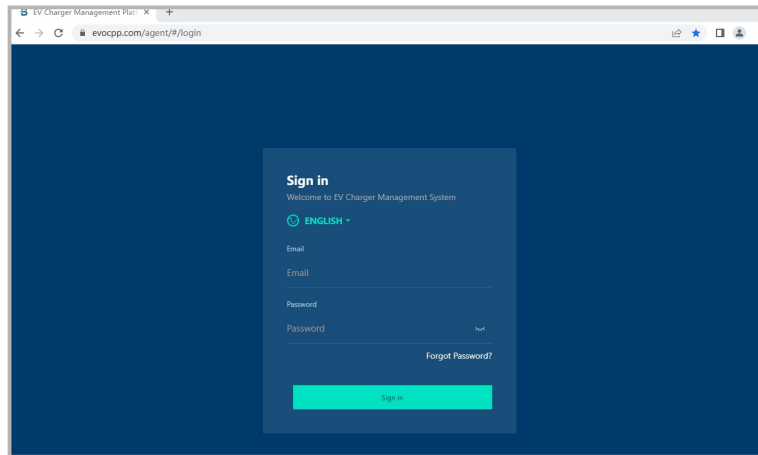 B EV Charger Management Plat
evocpp.com/agent/#/login
Sign in
Welcome to EV Charger Management System
ENGLISH
Email
Email
Password
Password
Forgot Password?
Sign in